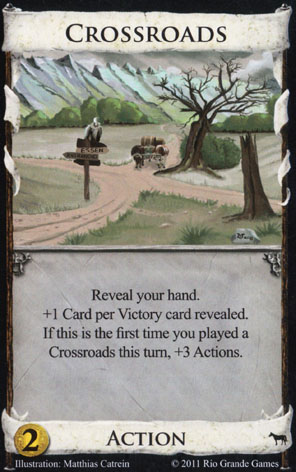 CROSSROADS
Reveal your hand.
+1 Card per Victory card revealed.
If this is the first time you played a
Crossroads this turn, +3 Actions.
2
ACTION
Illustration: Matthias Catrein
© 2011 Rio Grande Games